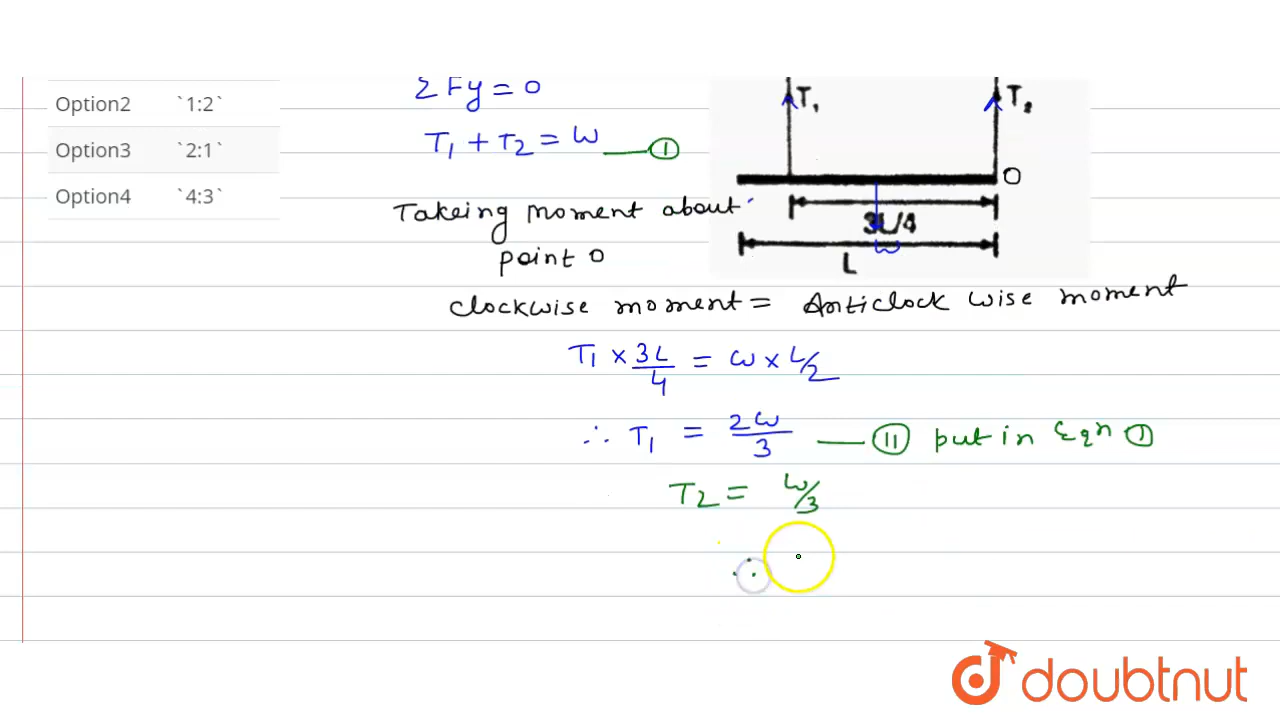 Option2 `1:2`
Option3 `2:1`
Option4 `4:3`
ΣFy = 0
T₁ + T₂ = W — ①
Takeing moment about
point O
T₁ T₂
O
3L/4
W
L
clockwise moment = Anticlock wise moment
T₁ × 3L/4 = W × L/2
∴ T₁ = 2W/3 — ⑪ put in Eqn ①
T2 = W/3
∴
doubtnut